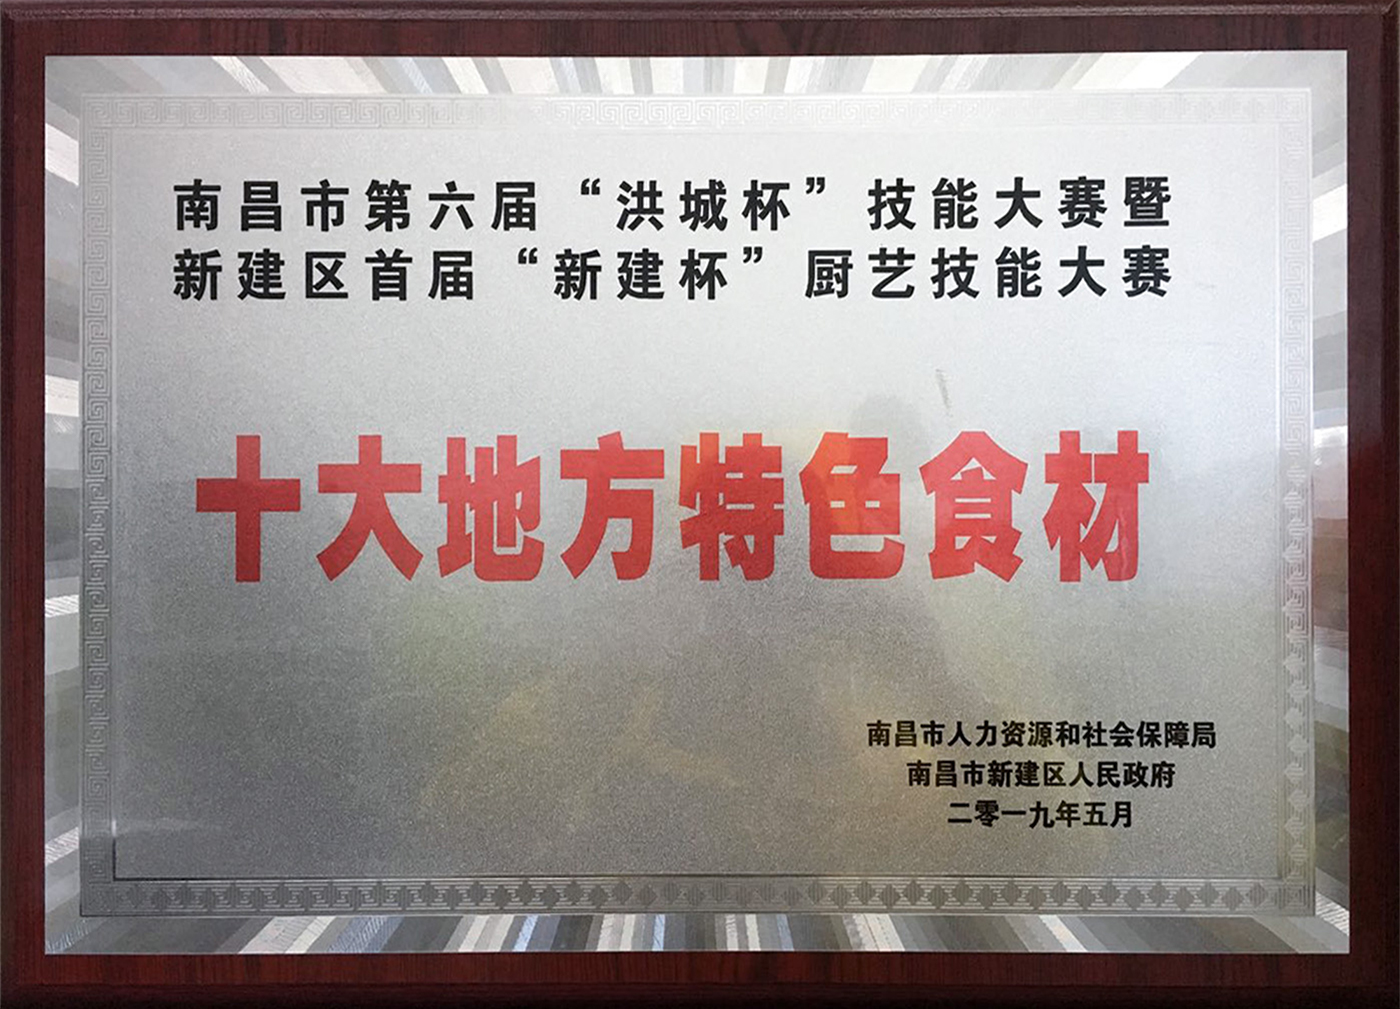 南昌市第六届“洪城杯”技能大赛暨
新建区首届“新建杯”厨艺技能大赛
十大地方特色食材
南昌市人力资源和社会保障局
南昌市新建区人民政府
二零一九年五月